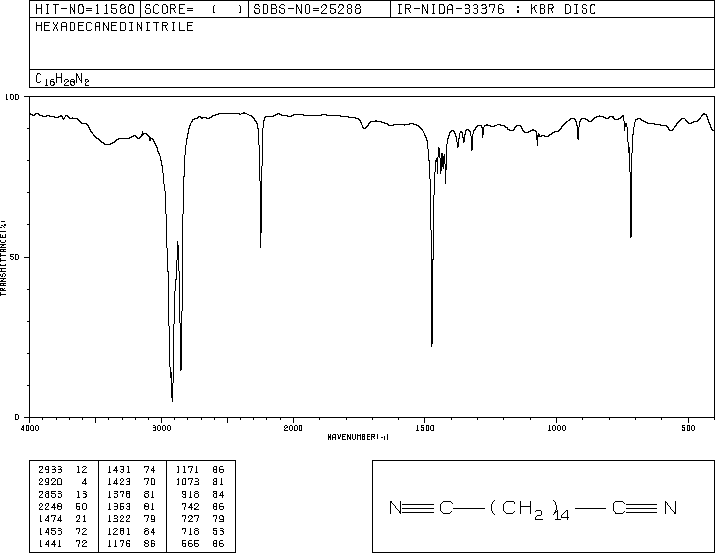 HIT-NO=11580 SCORE= ( ) SDBS-NO=25288 IR-NIDA-33376 : KBR DISC
HEXADECANEDINITRILE
C16H28N2
100
50
0
TRANSMITTANCE(%)
4000 3000 2000 1500 1000 500
WAVENUMBER(-1)
2933 12 1431 74 1171 86
2920 4 1423 70 1073 81
2853 13 1378 81 918 84
2248 50 1353 81 742 86
1474 21 1322 79 727 79
1453 72 1281 84 718 53
1441 72 1176 86 565 86
N≡C—(CH2)14—C≡N